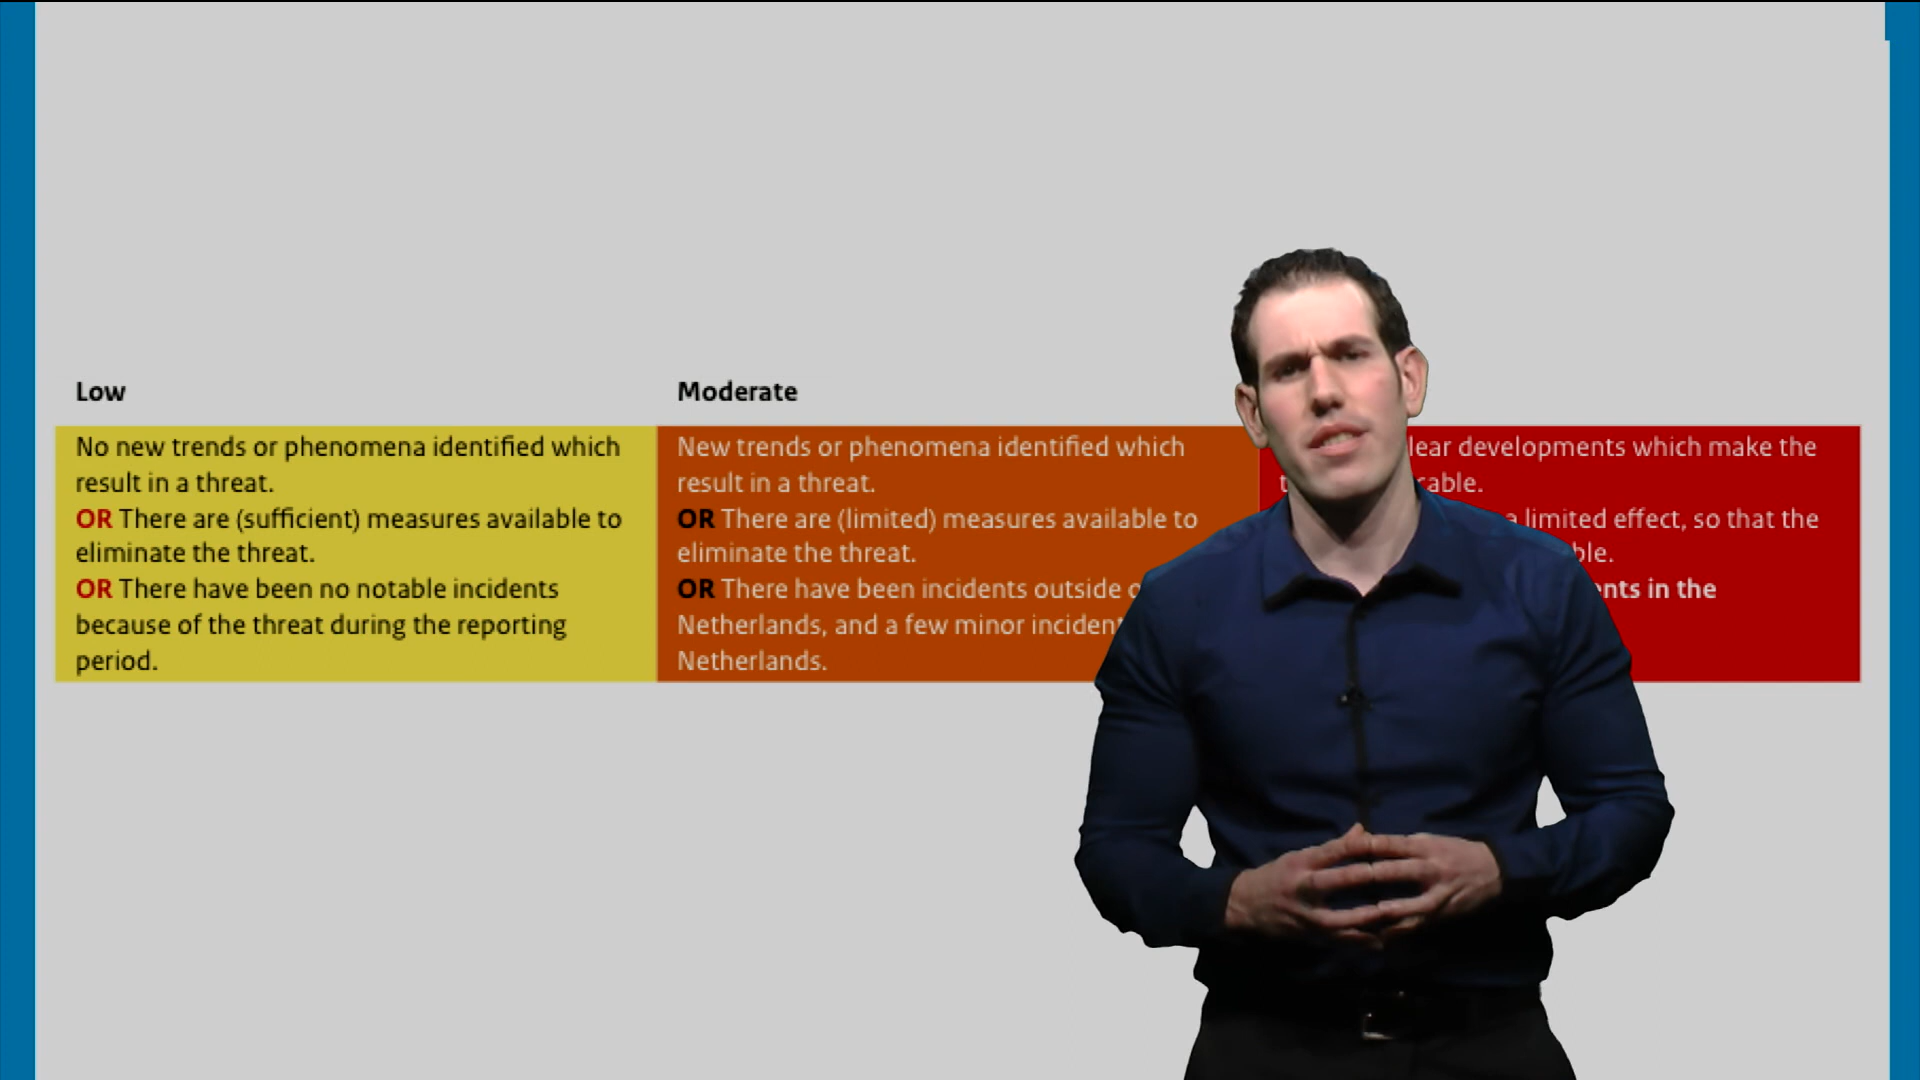 Low
No new trends or phenomena identified which
result in a threat.
OR There are (sufficient) measures available to
eliminate the threat.
OR There have been no notable incidents
because of the threat during the reporting
period.
Moderate
New trends or phenomena identified which
result in a threat.
OR There are (limited) measures available to
eliminate the threat.
OR There have been incidents outside
Netherlands, and a few minor
Netherlands.
developments which make the
a limited effect, so that the
in the